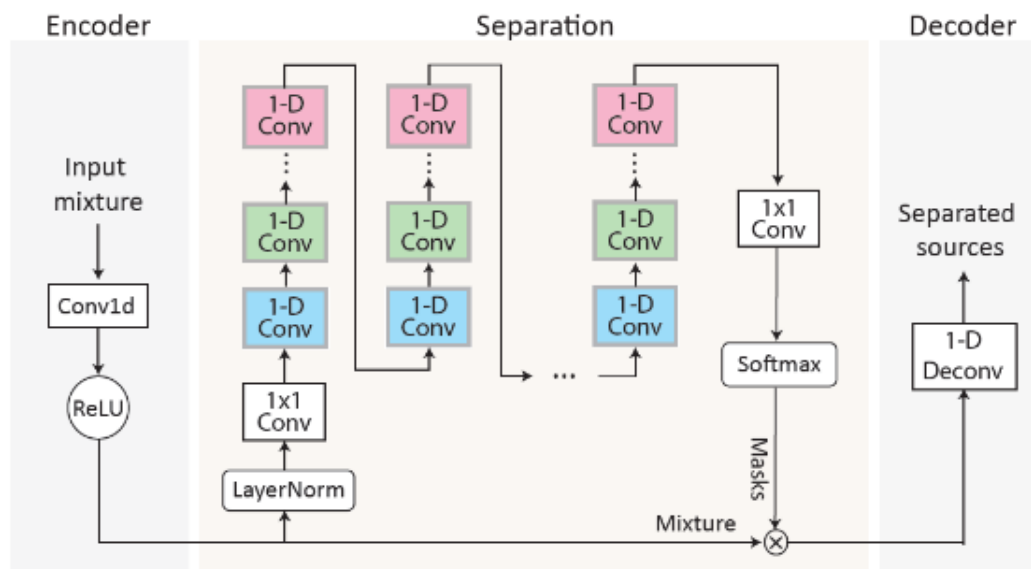 Encoder
Separation
Decoder
Input
mixture
Conv1d
ReLU
1-D
Conv
1-D
Conv
1-D
Conv
1x1
Conv
LayerNorm
1-D
Conv
1-D
Conv
1-D
Conv
...
1-D
Conv
1-D
Conv
1-D
Conv
1x1
Conv
Softmax
Masks
Mixture
Separated
sources
1-D
Deconv